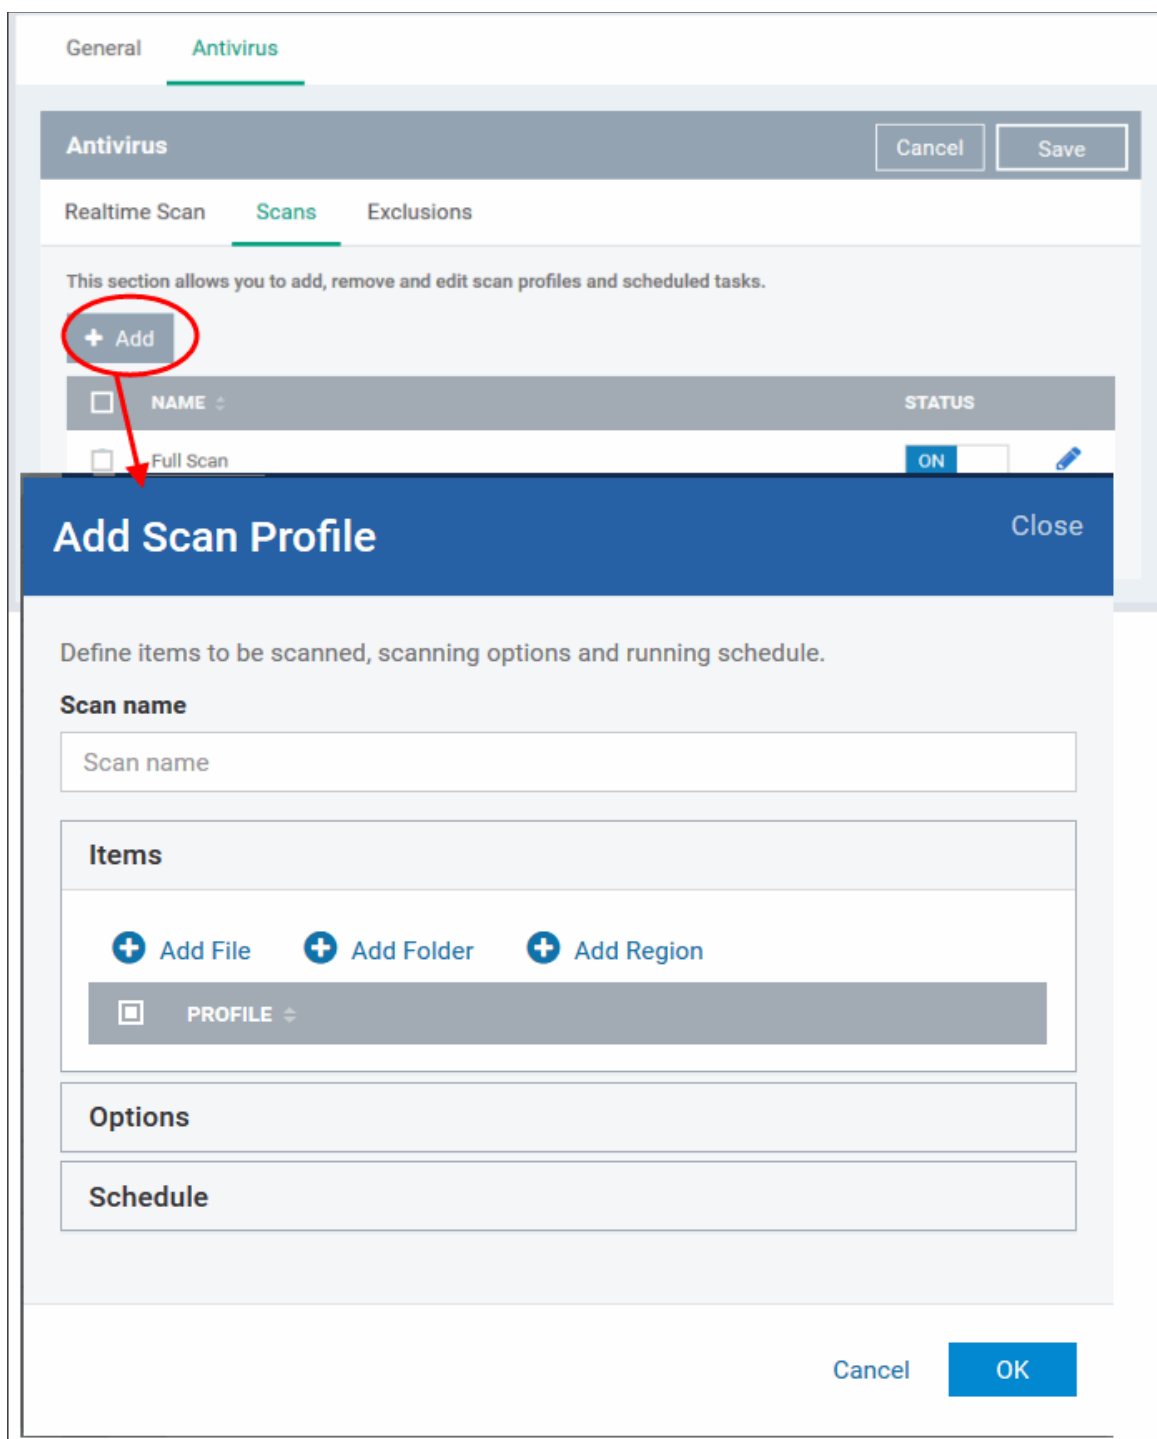 General Antivirus
Antivirus Cancel Save
Realtime Scan Scans Exclusions
This section allows you to add, remove and edit scan profiles and scheduled tasks.
Add
NAME STATUS
Full Scan ON
Add Scan Profile Close
Define items to be scanned, scanning options and running schedule.
Scan name
Scan name
Items
Add File Add Folder Add Region
PROFILE
Options
Schedule
Cancel OK